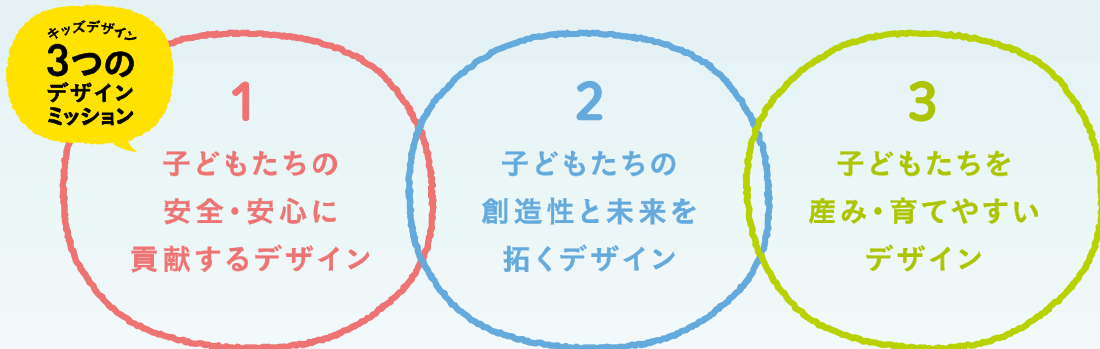 キッズデザイン
3つの
デザイン
ミッション
1
子どもたちの
安全・安心に
貢献するデザイン
2
子どもたちの
創造性と未来を
拓くデザイン
3
子どもたちを
産み・育てやすい
デザイン